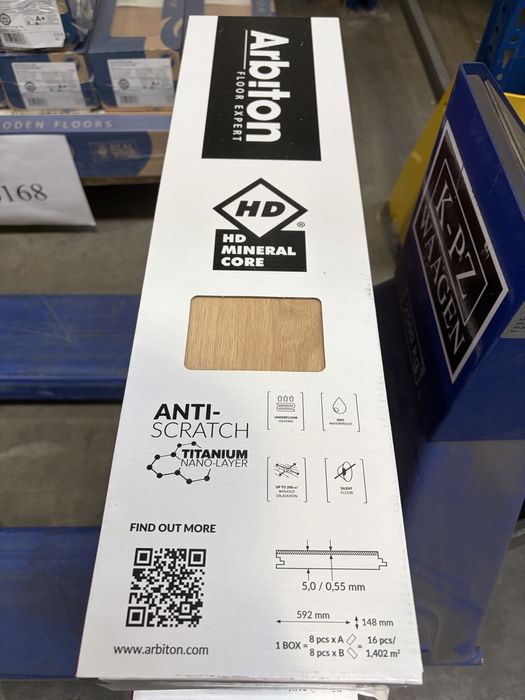 A+
WOODEN FLOORS
168
Arbiton
FLOOR EXPERT
HD
®
HD
MINERAL
CORE
K-PZ
WAAGEN
ANTI-
SCRATCH
TITANIUM
NANO-LAYER
UNDERFLOOR
HEATING
100%
WATERPROOF
UP TO 200 m²
WITHOUT
DILATATION
SILENT
FLOOR
FIND OUT MORE
www.arbiton.com
5,0 / 0,55 mm
592 mm
148 mm
1 BOX = 8 pcs x A
8 pcs x B
= 16 pcs/
1,402 m²